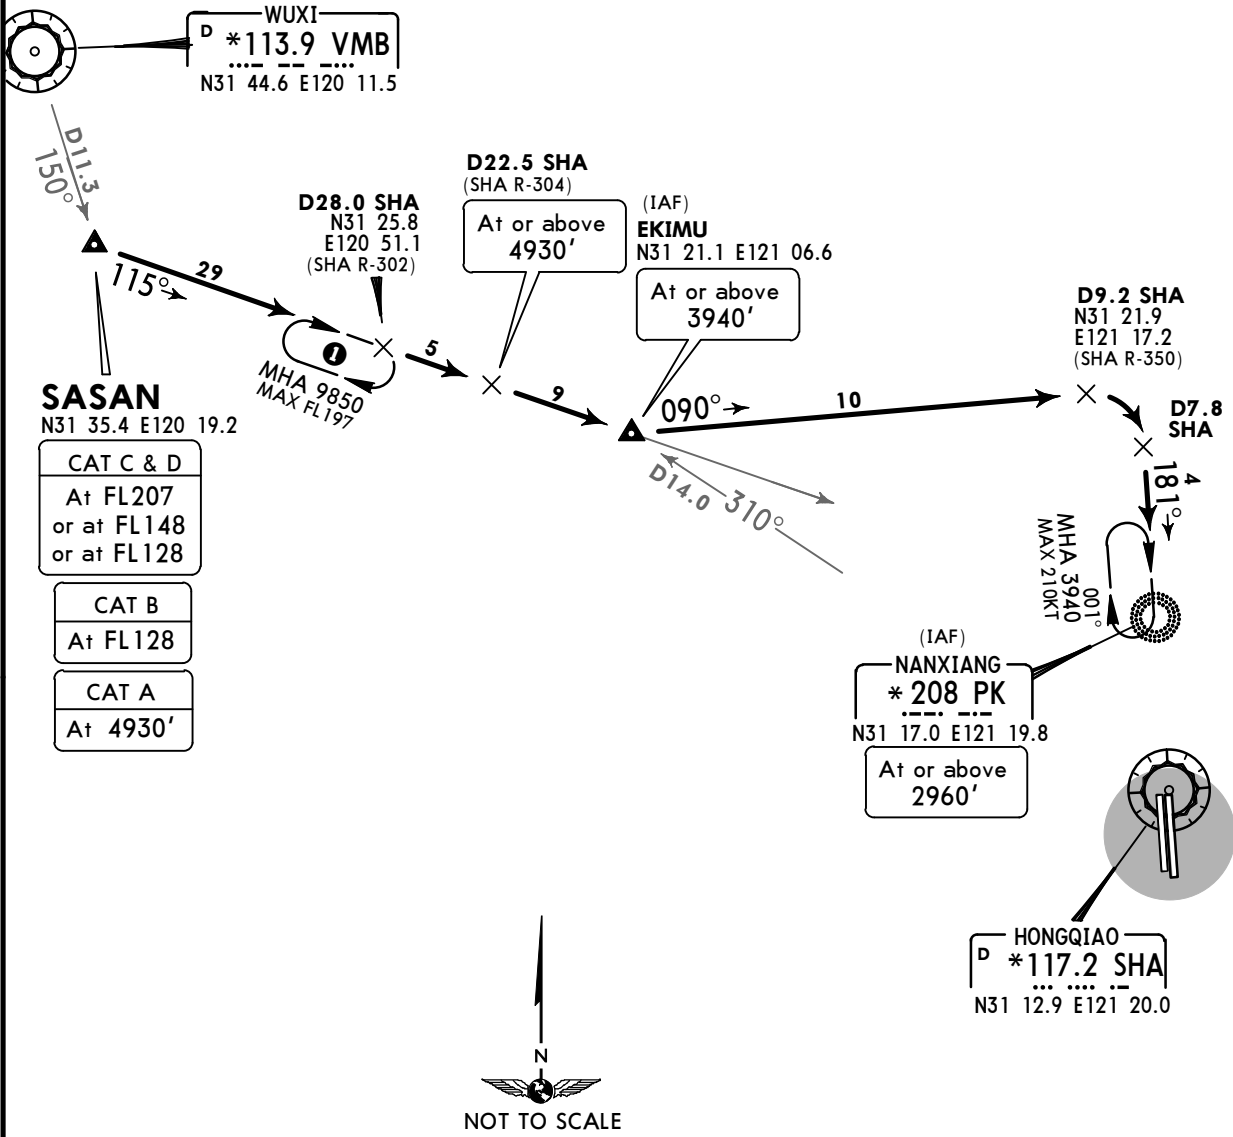 WUXI
D *113.9 VMB
N31 44.6 E120 11.5
D11.3
150°
D22.5 SHA
(SHA R-304)
At or above
4930'
D28.0 SHA
N31 25.8
E120 51.1
(SHA R-302)
(IAF)
EKIMU
N31 21.1 E121 06.6
At or above
3940'
115°
29
1
MHA 9850
MAX FL197
5
9
090°
10
D9.2 SHA
N31 21.9
E121 17.2
(SHA R-350)
D7.8
SHA
4
181°
D14.0
310°
SASAN
N31 35.4 E120 19.2
CAT C & D
At FL207
or at FL148
or at FL128
CAT B
At FL128
CAT A
At 4930'
001°
MHA 3940
MAX 210KT
(IAF)
NANXIANG
* 208 PK
N31 17.0 E121 19.8
At or above
2960'
HONGQIAO
D *117.2 SHA
N31 12.9 E121 20.0
N
NOT TO SCALE